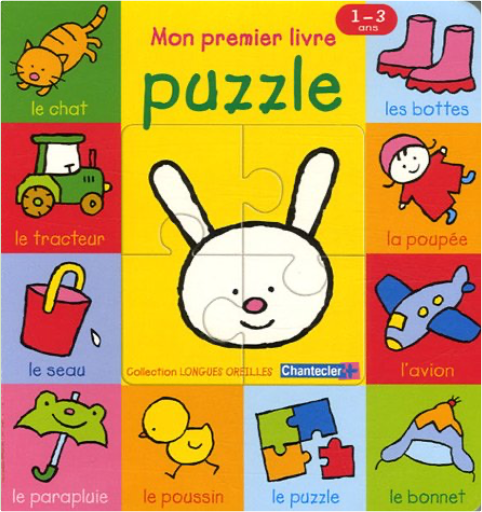 Mon premier livre
1-3
ans
puzzle
le chat
les bottes
le tracteur
la poupée
le seau
l'avion
Collection LONGUES OREILLES Chantecler
le parapluie
le poussin
le puzzle
le bonnet